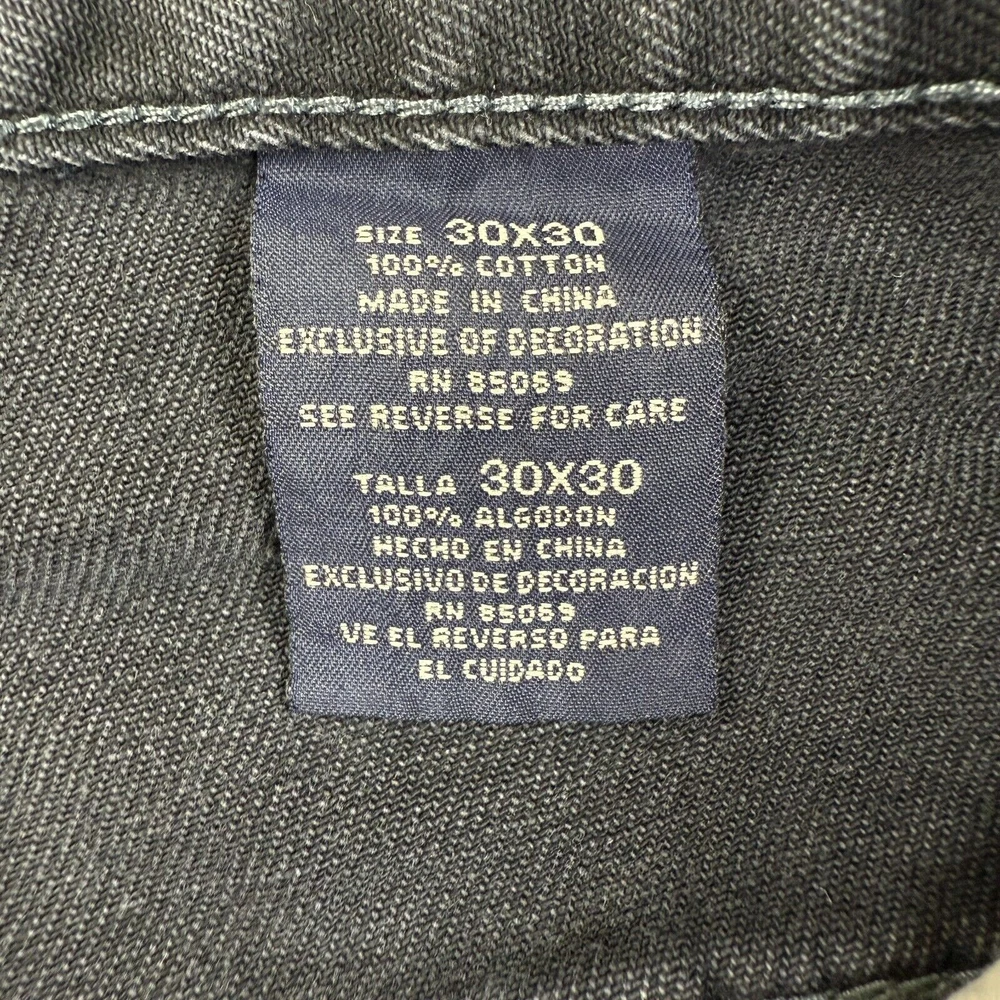 SIZE 30X30
100% COTTON
MADE IN CHINA
EXCLUSIVE OF DECORATION
RN 85069
SEE REVERSE FOR CARE
TALLA 30X30
100% ALGODON
HECHO EN CHINA
EXCLUSIVO DE DECORACION
RN 85069
VE EL REVERSO PARA
EL CUIDADO